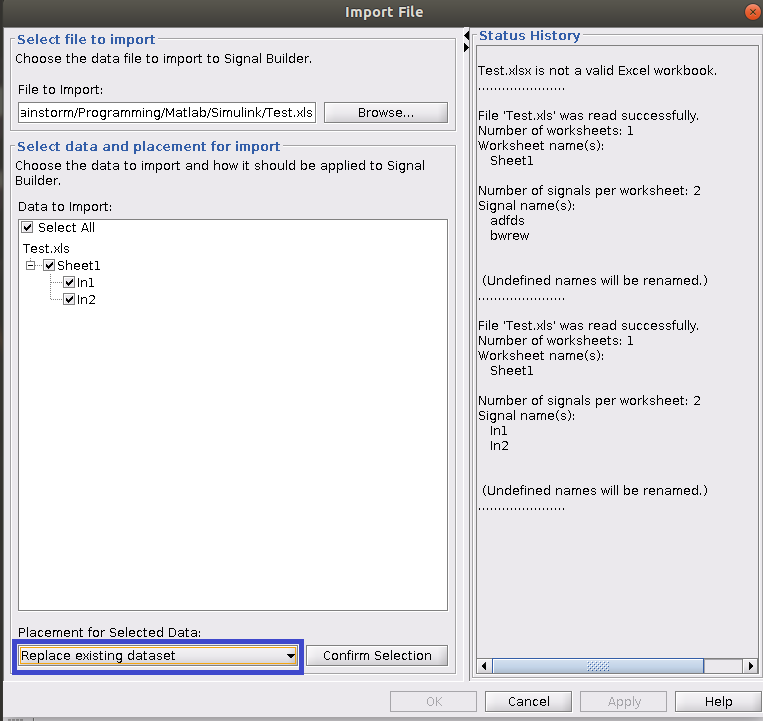 Import File
Select file to import
Choose the data file to import to Signal Builder.
File to Import:
ainstorm/Programming/Matlab/Simulink/Test.xls
Browse...
Select data and placement for import
Choose the data to import and how it should be applied to Signal
Builder.
Data to Import:
Select All
Test.xls
Sheet1
In1
In2
Placement for Selected Data:
Replace existing dataset
Confirm Selection
Status History
Test.xlsx is not a valid Excel workbook.
......................
File 'Test.xls' was read successfully.
Number of worksheets: 1
Worksheet name(s):
Sheet1
Number of signals per worksheet: 2
Signal name(s):
adfds
bwrew
(Undefined names will be renamed.)
......................
File 'Test.xls' was read successfully.
Number of worksheets: 1
Worksheet name(s):
Sheet1
Number of signals per worksheet: 2
Signal name(s):
In1
In2
(Undefined names will be renamed.)
......................
OK
Cancel
Apply
Help